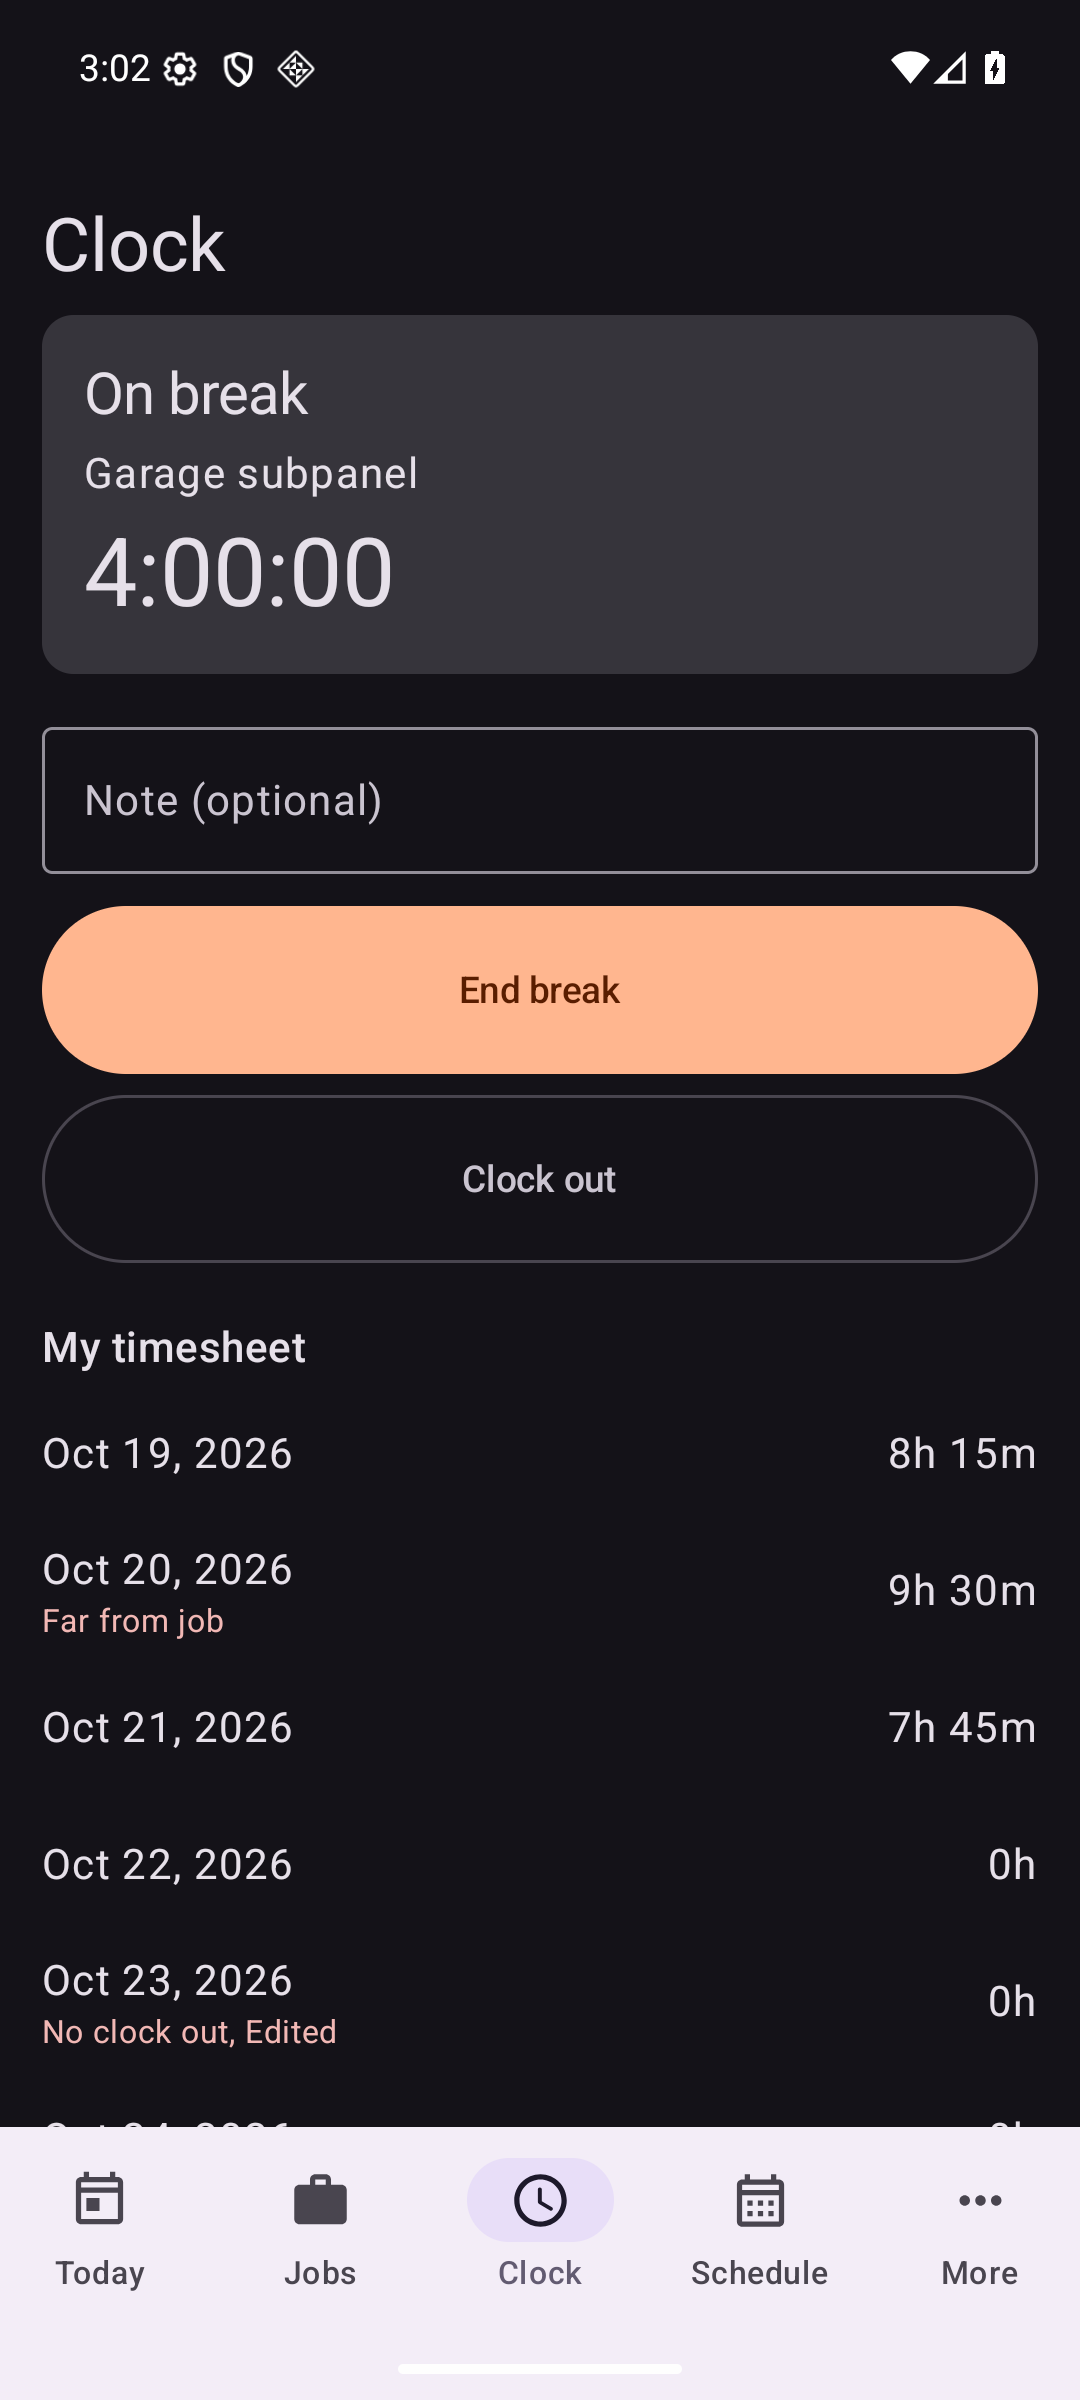 3:02
Clock
On break
Garage subpanel
4:00:00
Note (optional)
End break
Clock out
My timesheet
Oct 19, 2026 8h 15m
Oct 20, 2026 9h 30m
Far from job
Oct 21, 2026 7h 45m
Oct 22, 2026 0h
Oct 23, 2026 0h
No clock out, Edited
Today Jobs Clock Schedule More